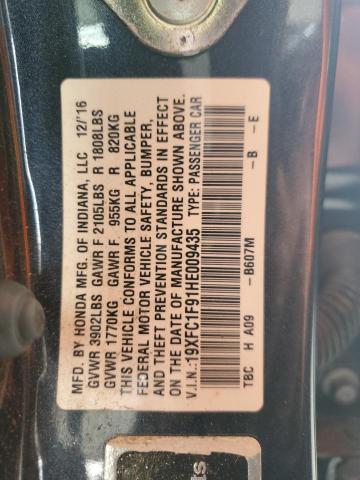 MFD. BY HONDA MFG. OF INDIANA, LLC 12/'16
GVWR 3902LBS GAWR F 2105LBS R 1808LBS
GVWR 1770KG GAWR F 955KG R 820KG
THIS VEHICLE CONFORMS TO ALL APPLICABLE
FEDERAL MOTOR VEHICLE SAFETY, BUMPER,
AND THEFT PREVENTION STANDARDS IN EFFECT
ON THE DATE OF MANUFACTURE SHOWN ABOVE.
V.I.N.: 19XFC1F91HE009435 TYPE: PASSENGER CAR
TBC H A09 -B607M -B -E